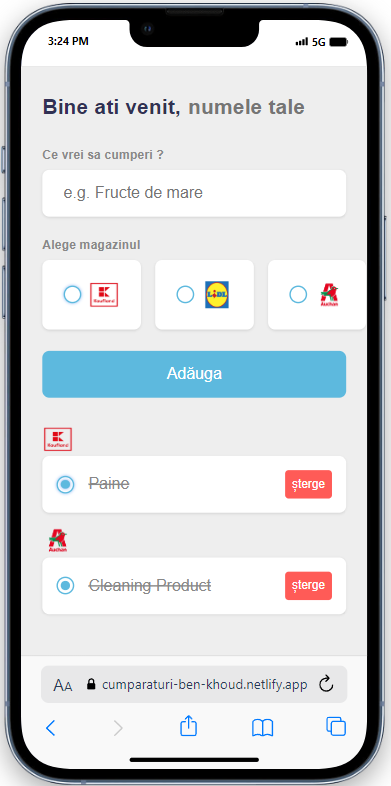 3:24 PM 5G
Bine ati venit, numele tale
Ce vrei sa cumperi ?
e.g. Fructe de mare
Alege magazinul
Kaufland LIDL Auchan
Adăuga
Kaufland
Paine șterge
Auchan
Cleaning Product șterge
AA cumparaturi-ben-khoud.netlify.app